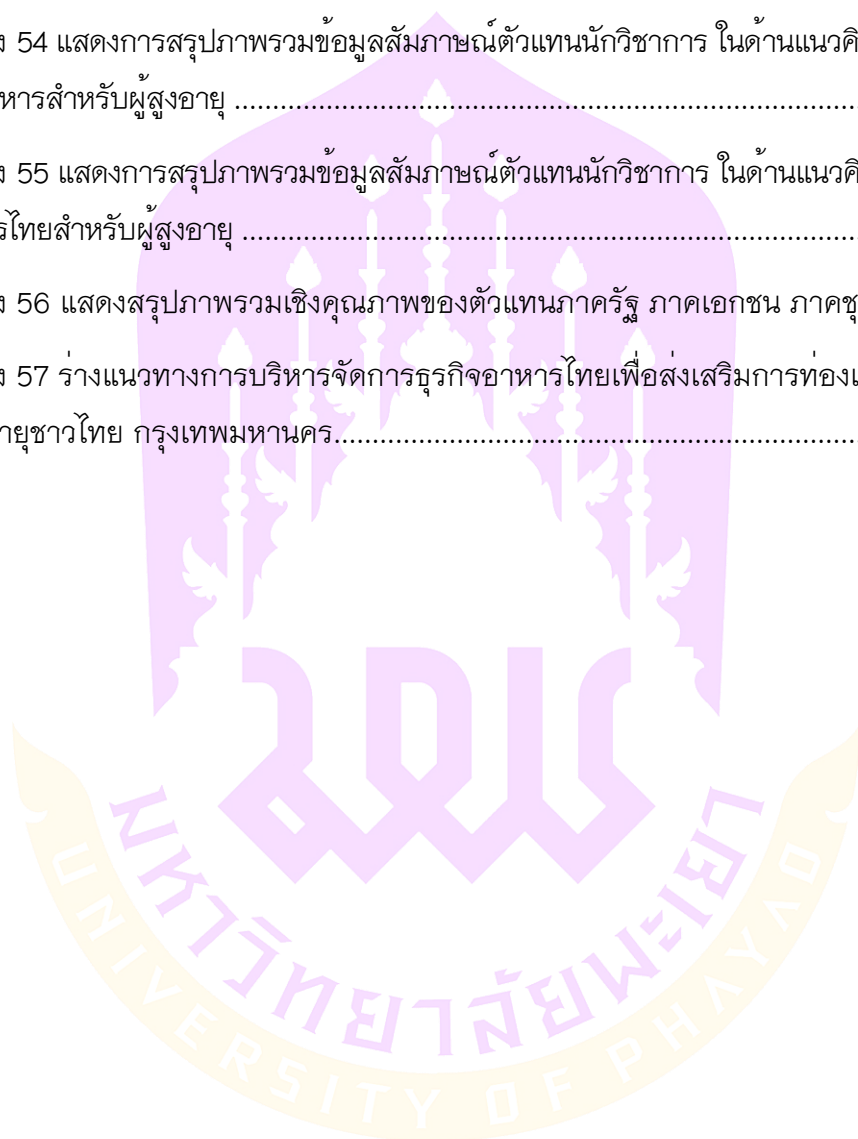 54 แสดงการสรุปภาพรวมข้อมูลสัมภาษณ์ตัวแทนนักวิชาการ ในด้านแนวคิ
หารสำหรับผู้สูงอายุ ................................................................................
55 แสดงการสรุปภาพรวมข้อมูลสัมภาษณ์ตัวแทนนักวิชาการ ในด้านแนวคิ
รไทยสำหรับผู้สูงอายุ ................................................................................
56 แสดงสรุปภาพรวมเชิงคุณภาพของตัวแทนภาครัฐ ภาคเอกชน ภาคชุ
57 ร่างแนวทางการบริหารจัดการธุรกิจอาหารไทยเพื่อส่งเสริมการท่องเ
ายุชาวไทย กรุงเทพมหานคร................................................................................
มหาวิทยาลัยพะเยา
UNIVERSITY OF PHAYAO